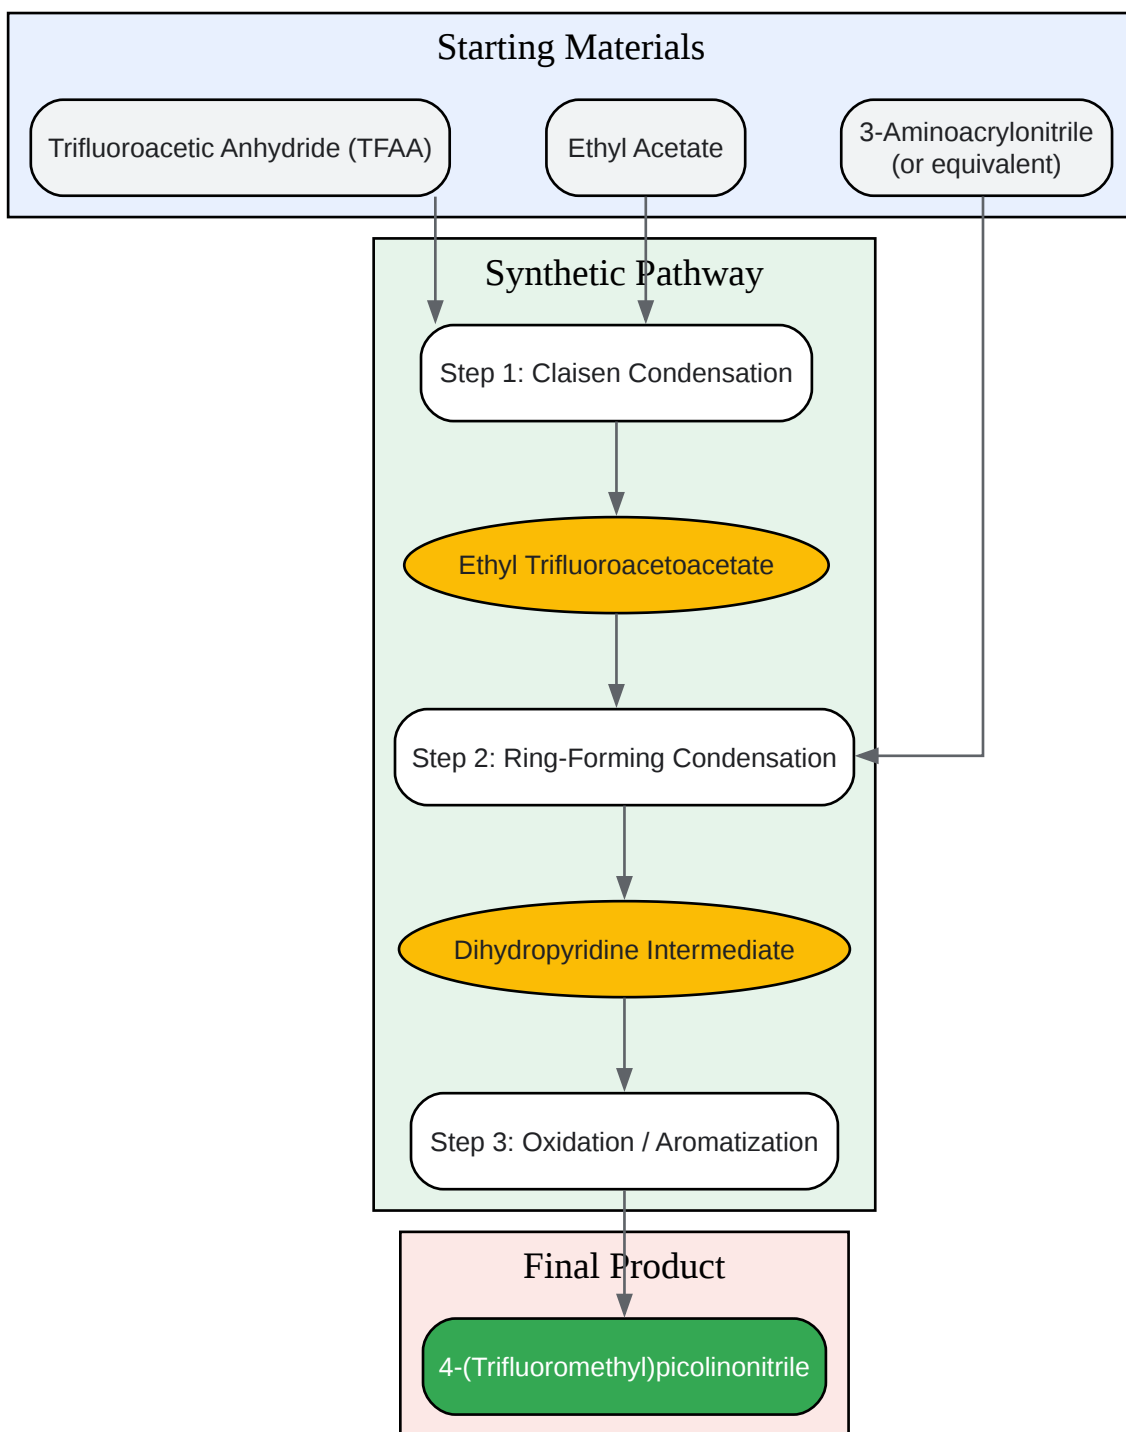 Starting Materials
Trifluoroacetic Anhydride (TFAA)
Ethyl Acetate
3-Aminoacrylonitrile
(or equivalent)
Synthetic Pathway
Step 1: Claisen Condensation
Ethyl Trifluoroacetoacetate
Step 2: Ring-Forming Condensation
Dihydropyridine Intermediate
Step 3: Oxidation / Aromatization
Final Product
4-(Trifluoromethyl)picolinonitrile